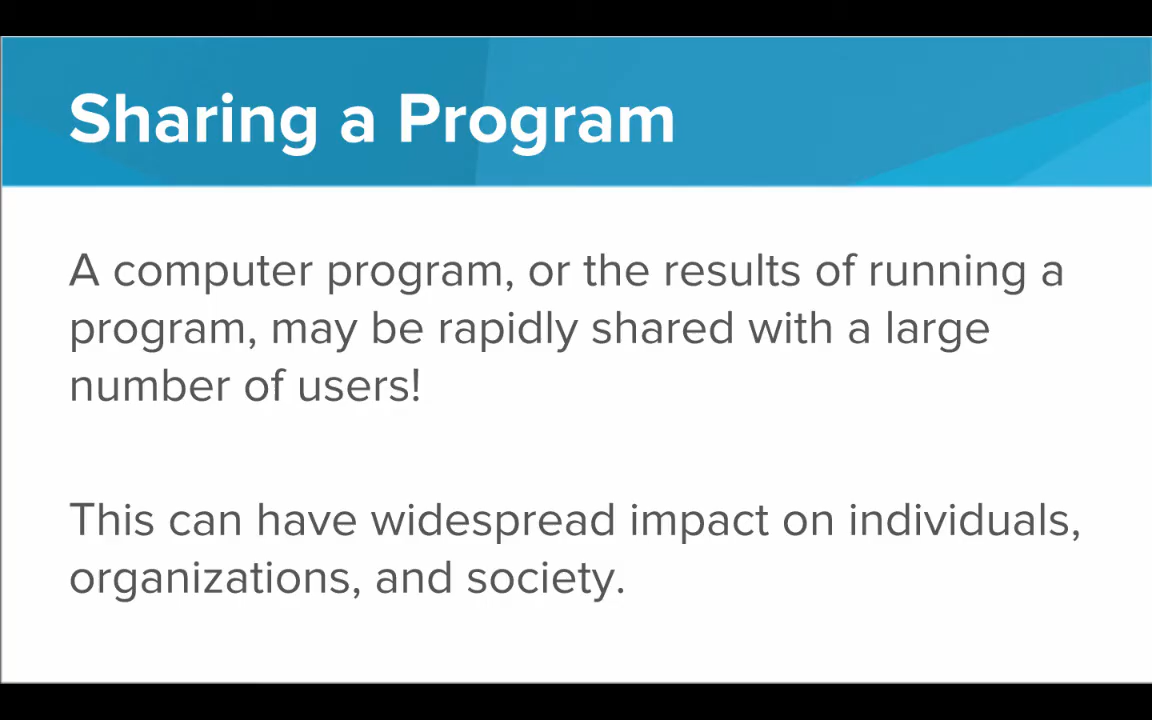 Sharing a Program
A computer program, or the results of running a
program, may be rapidly shared with a large
number of users!
This can have widespread impact on individuals,
organizations, and society.